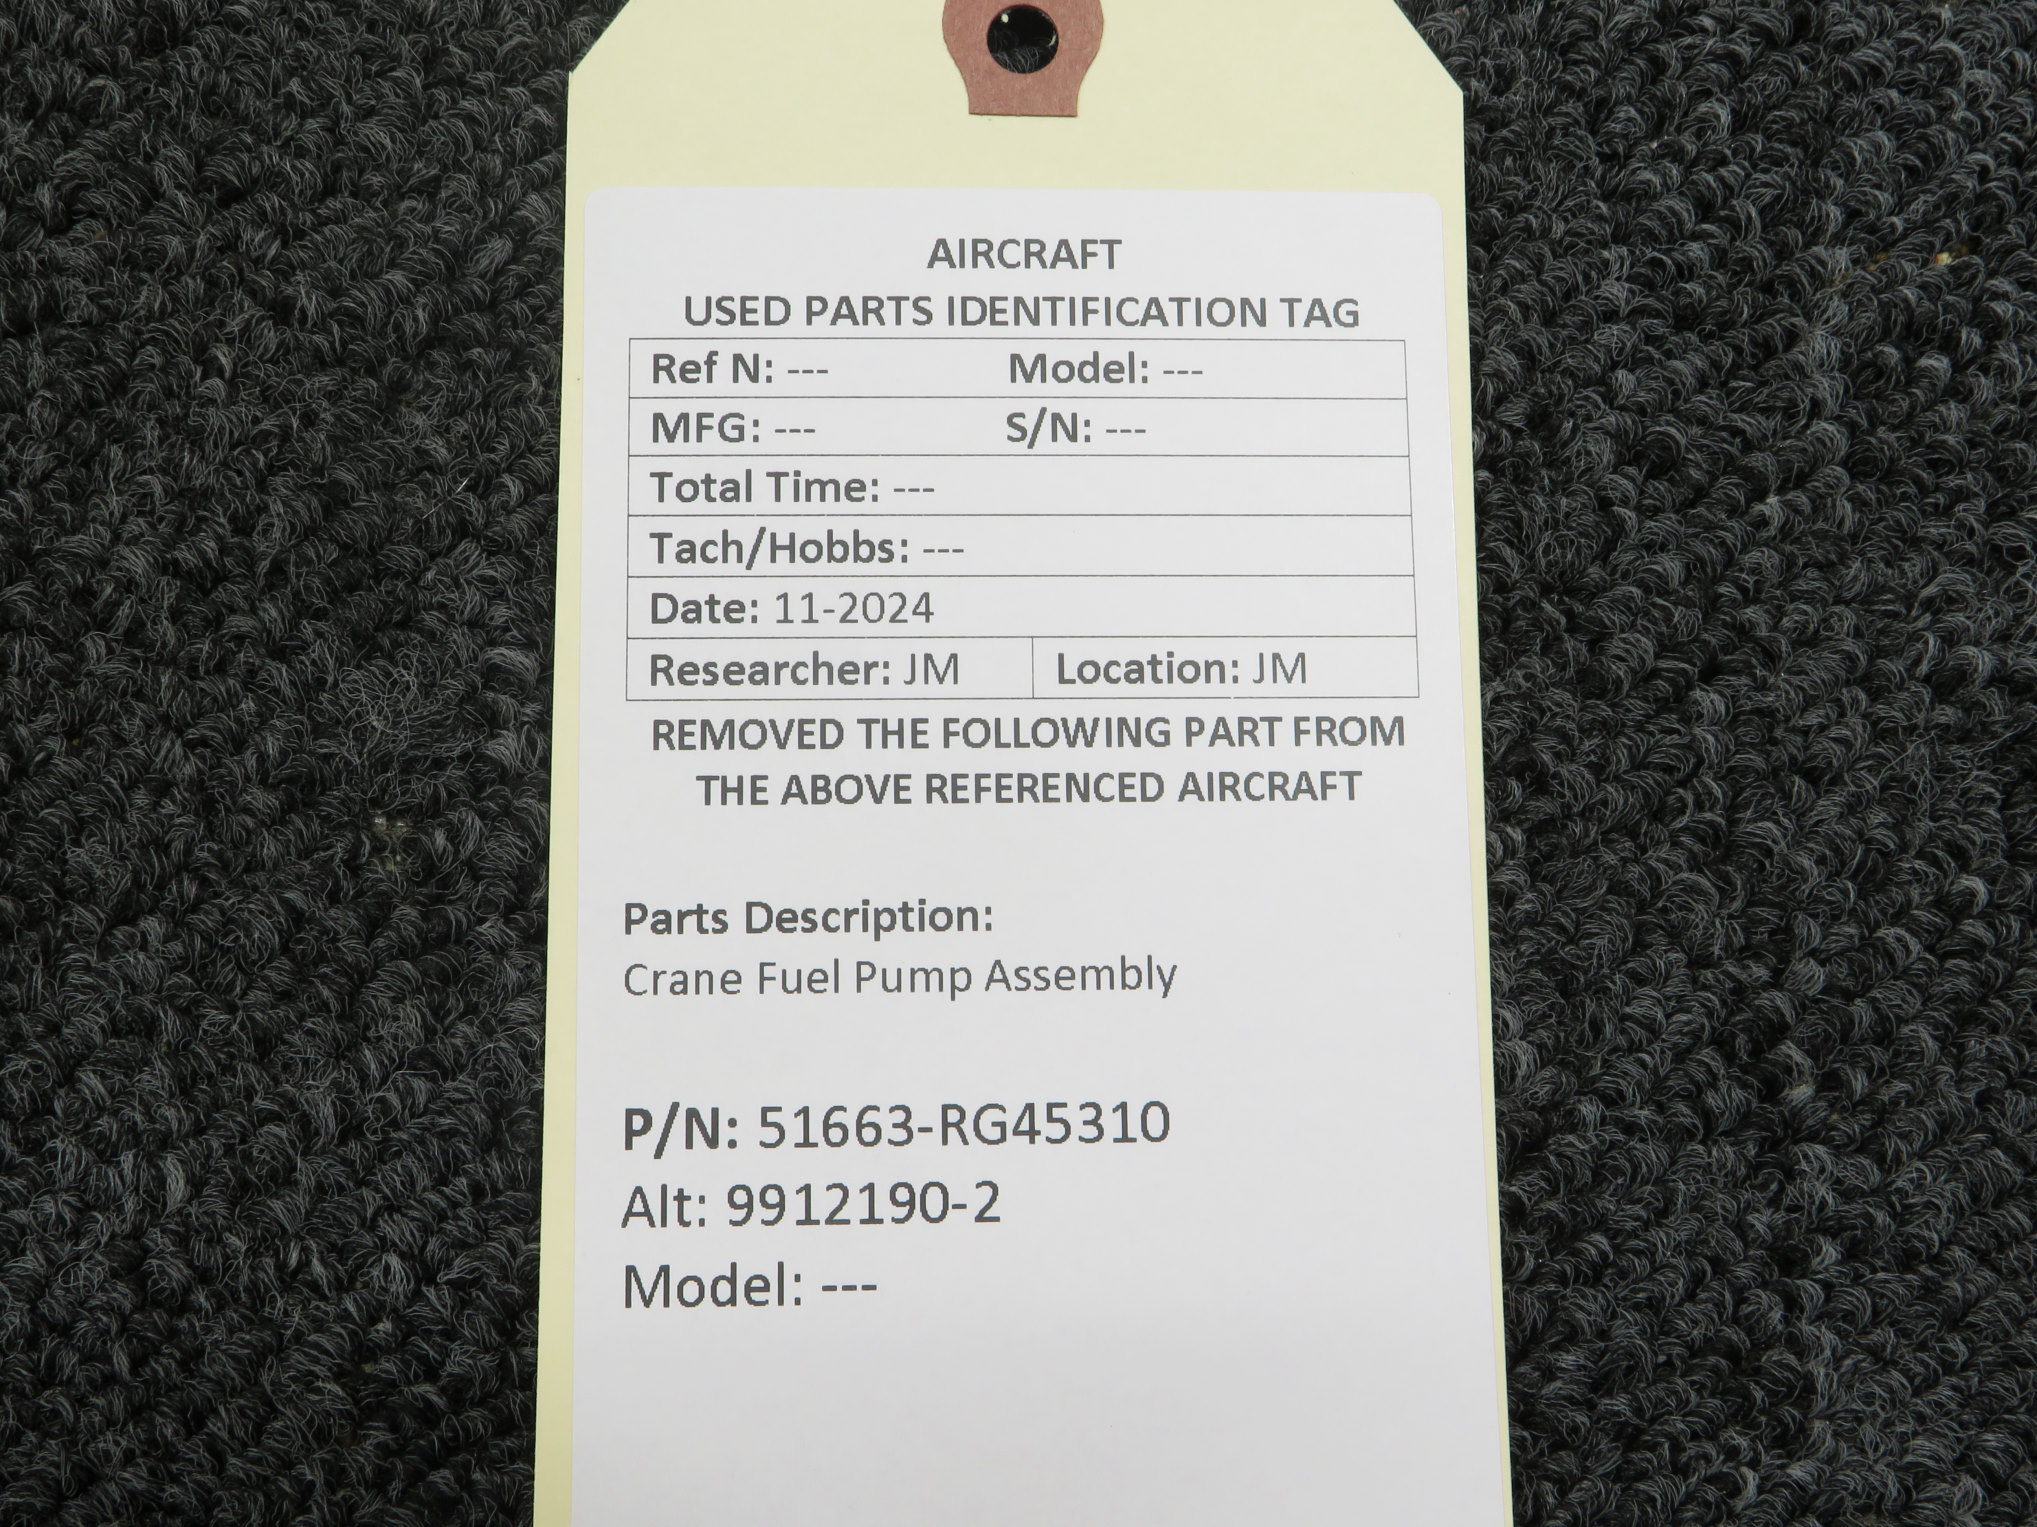 AIRCRAFT
USED PARTS IDENTIFICATION TAG
Ref N: --- Model: ---
MFG: --- S/N: ---
Total Time: ---
Tach/Hobbs: ---
Date: 11-2024
Researcher: JM Location: JM
REMOVED THE FOLLOWING PART FROM
THE ABOVE REFERENCED AIRCRAFT
Parts Description:
Crane Fuel Pump Assembly
P/N: 51663-RG45310
Alt: 9912190-2
Model: ---